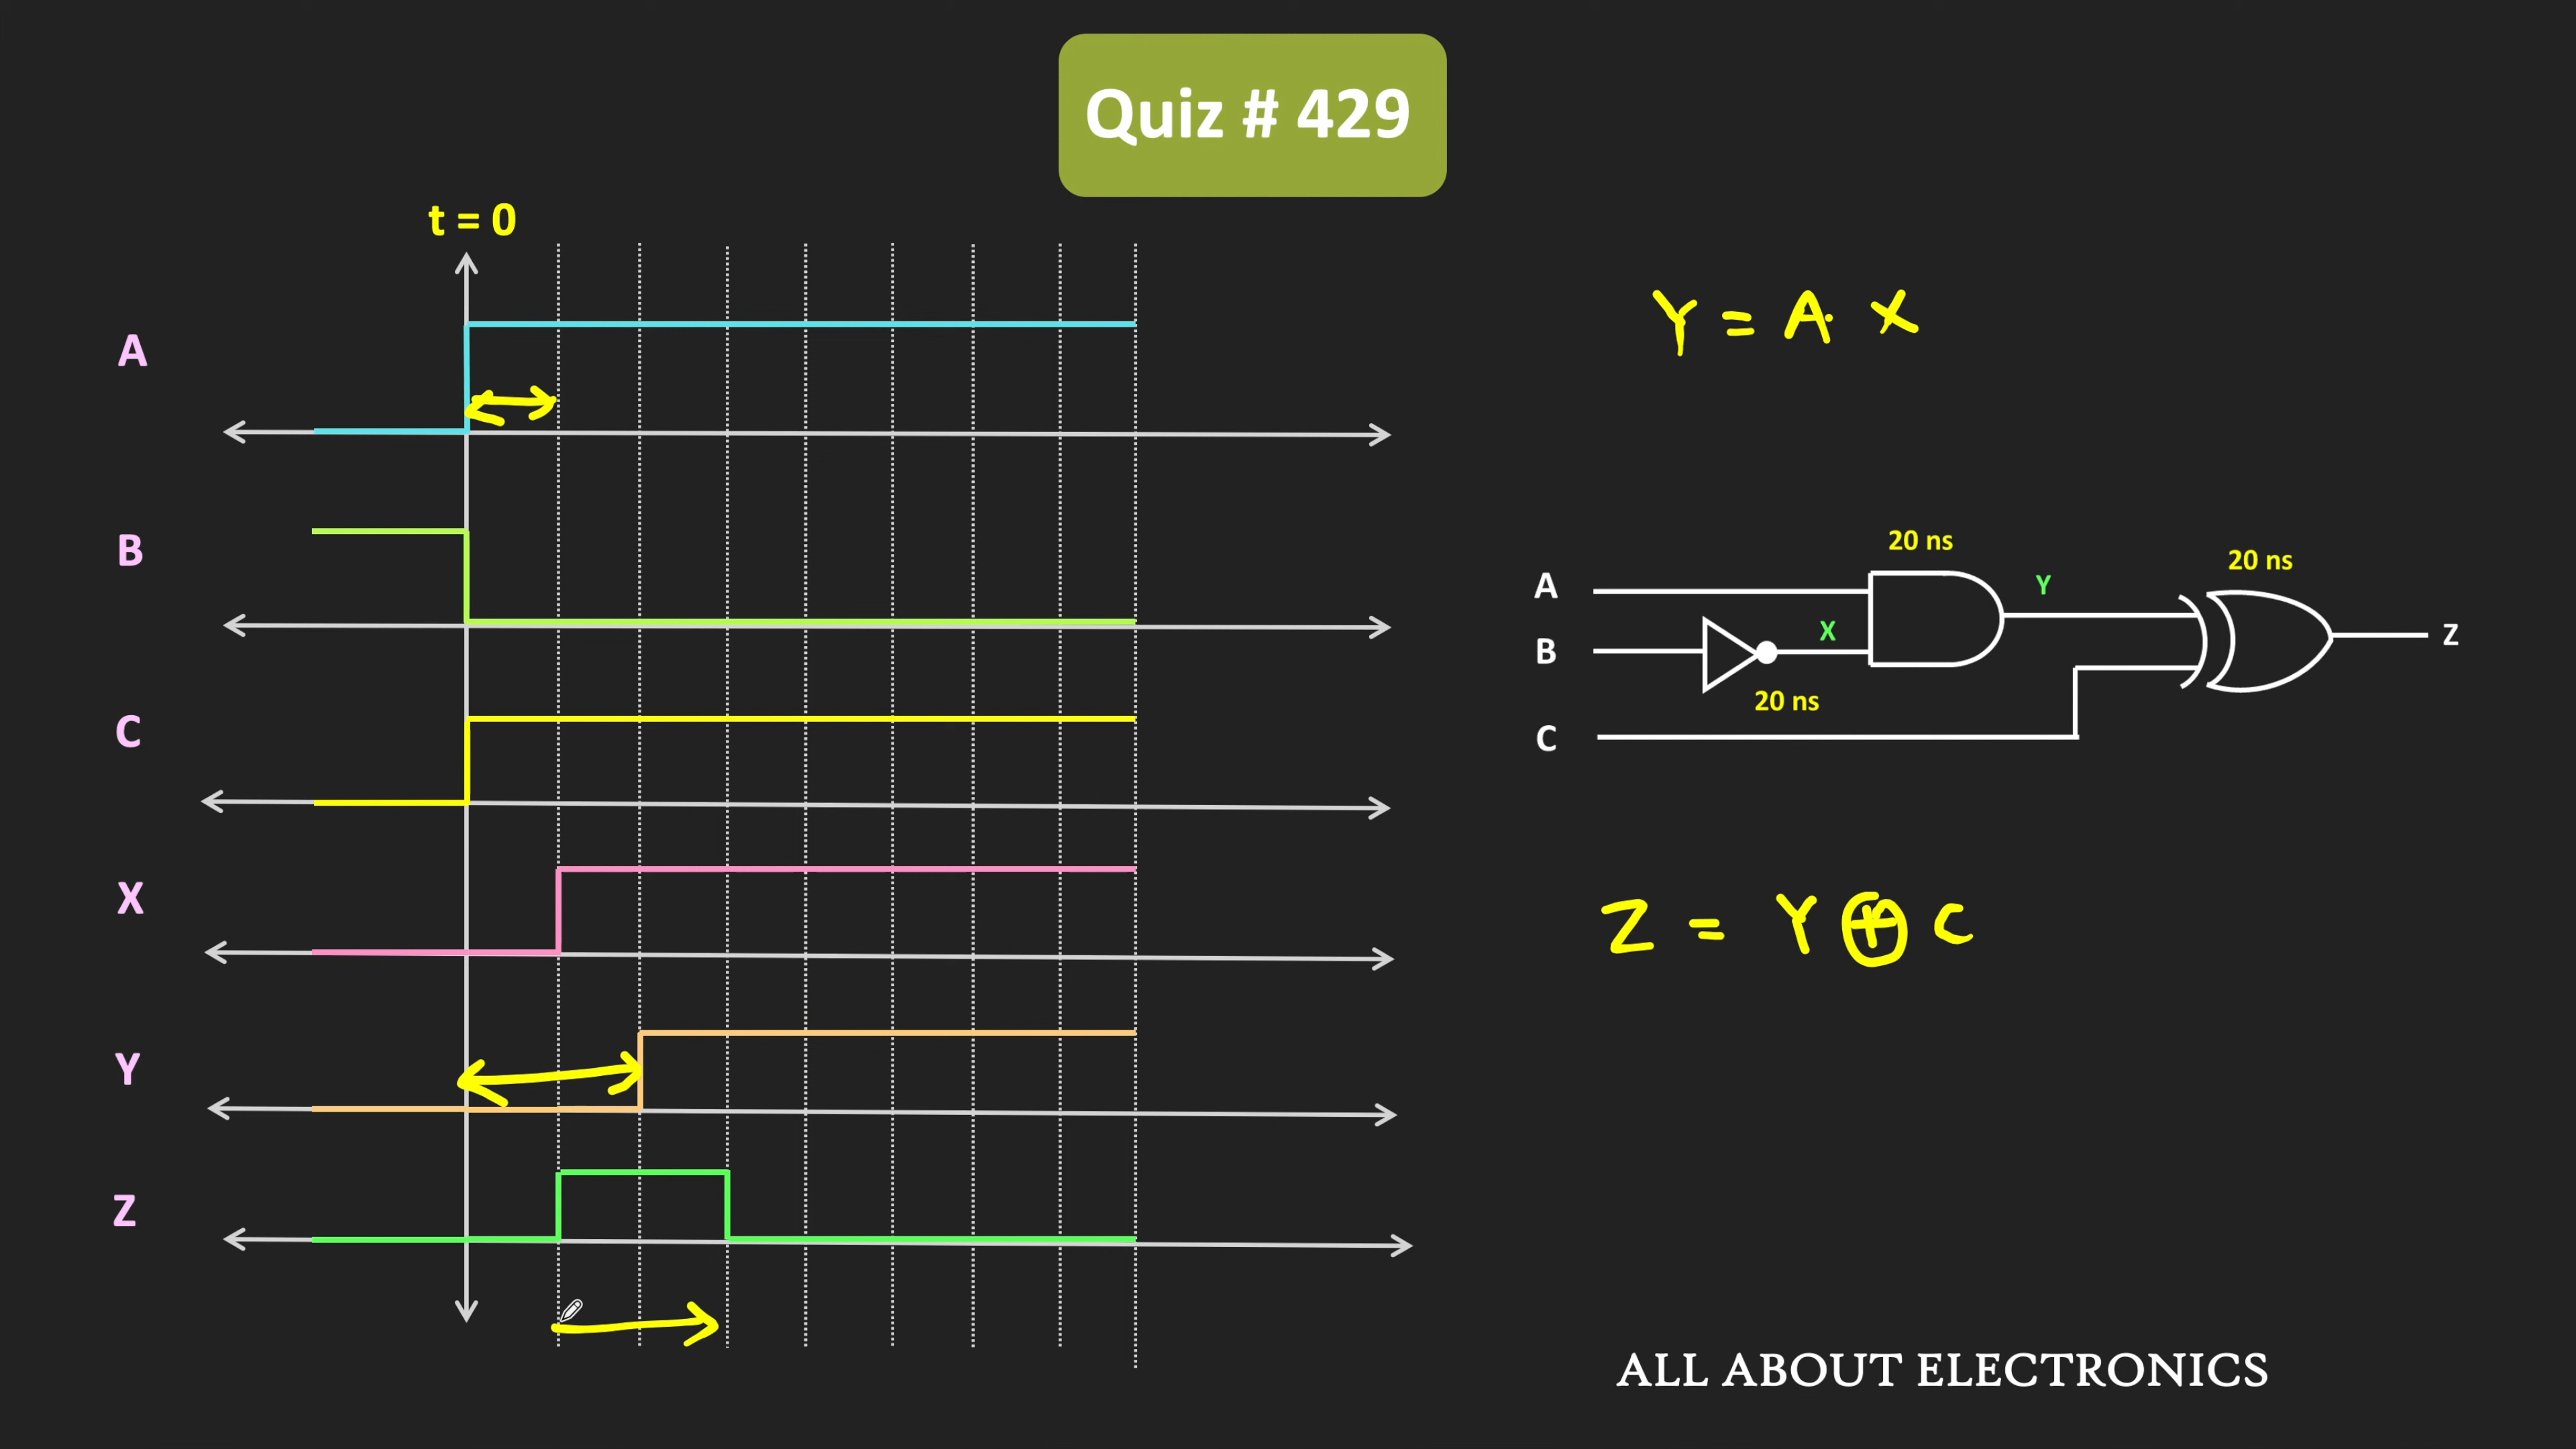 Quiz # 429
t = 0
Y = A. X
A
B
C
X
Y
Z
20 ns
20 ns
A
Y
X
B
Z
20 ns
C
Z = Y ⊕ C
ALL ABOUT ELECTRONICS